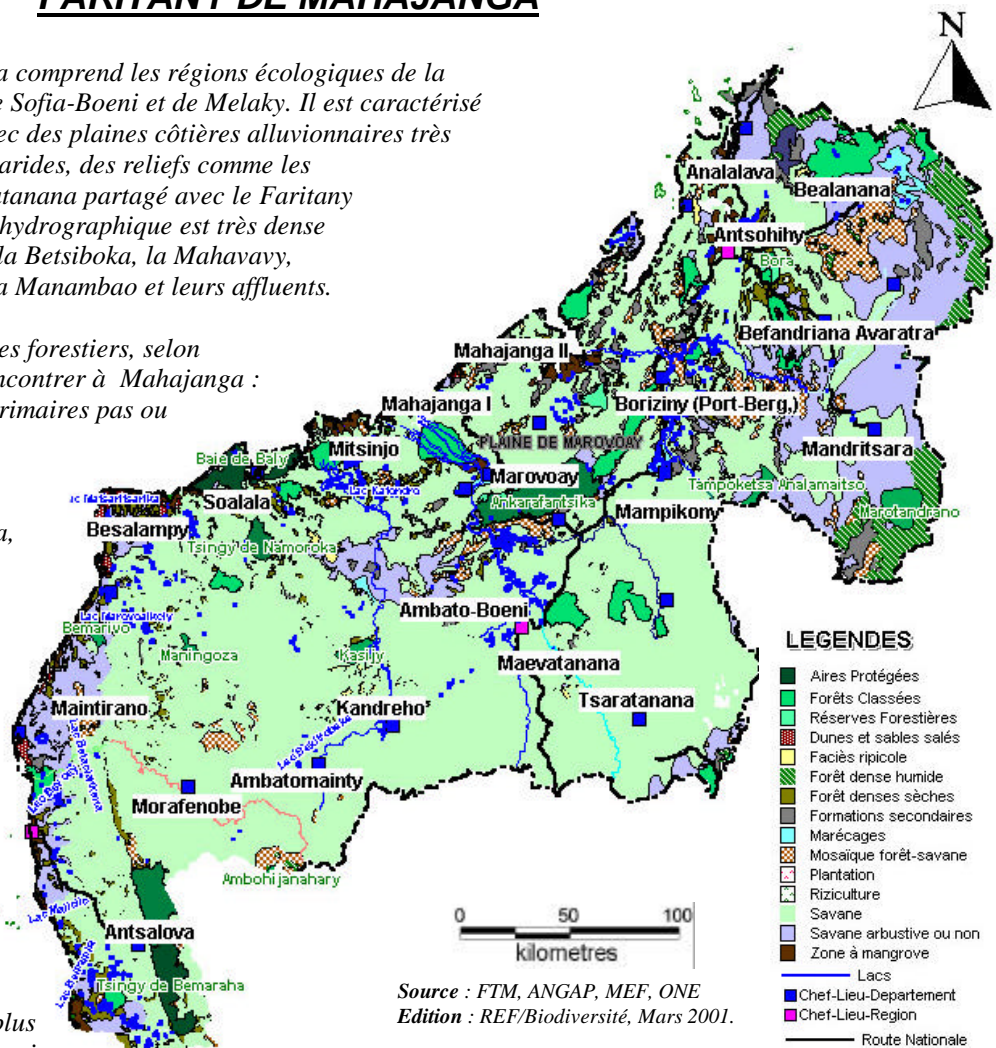 FARITANY DE MAHAJANGA
a comprend les régions écologiques de la
e Sofia-Boeni et de Melaky. Il est caractérisé
ec des plaines côtières alluvionnaires très
arides, des reliefs comme les
atanana partagé avec le Faritany
hydrographique est très dense
la Betsiboka, la Mahavavy,
a Manambao et leurs affluents.
es forestiers, selon
ncontrer à Mahajanga :
rimaires pas ou
a,
plus
N
Analalava
Bealanana
Antsohihy
Bora
Befandriana Avaratra
Mahajanga II
Mahajanga I
Boriziny (Port-Berg,)
PLAINE DE MAROVOAY
Mandritsara
Mitsinjo
Baie de Baly
Marovoay
Lac Katondro
Tampoketsa Analamaitso
Soalala
Ankarafantsika
Mampikony
Marotandrano
Besalampy
Tsingy de Namoroka
Ambato-Boeni
Bemarivo
Maningoza
Kasijy
Maevatanana
Maintirano
Kandreho
Tsaratanana
Ambatomainty
Morafenobe
Ambohijanahary
Antsalova
Tsingy de Bemaraha
0 50 100
kilometres
Source : FTM, ANGAP, MEF, ONE
Edition : REF/Biodiversité, Mars 2001.
LEGENDES
Aires Protégées
Forêts Classées
Réserves Forestières
Dunes et sables salés
Faciès ripicole
Forêt dense humide
Forêt denses sèches
Formations secondaires
Marécages
Mosaïque forêt-savane
Plantation
Riziculture
Savane
Savane arbustive ou non
Zone à mangrove
Lacs
Chef-Lieu-Departement
Chef-Lieu-Region
Route Nationale